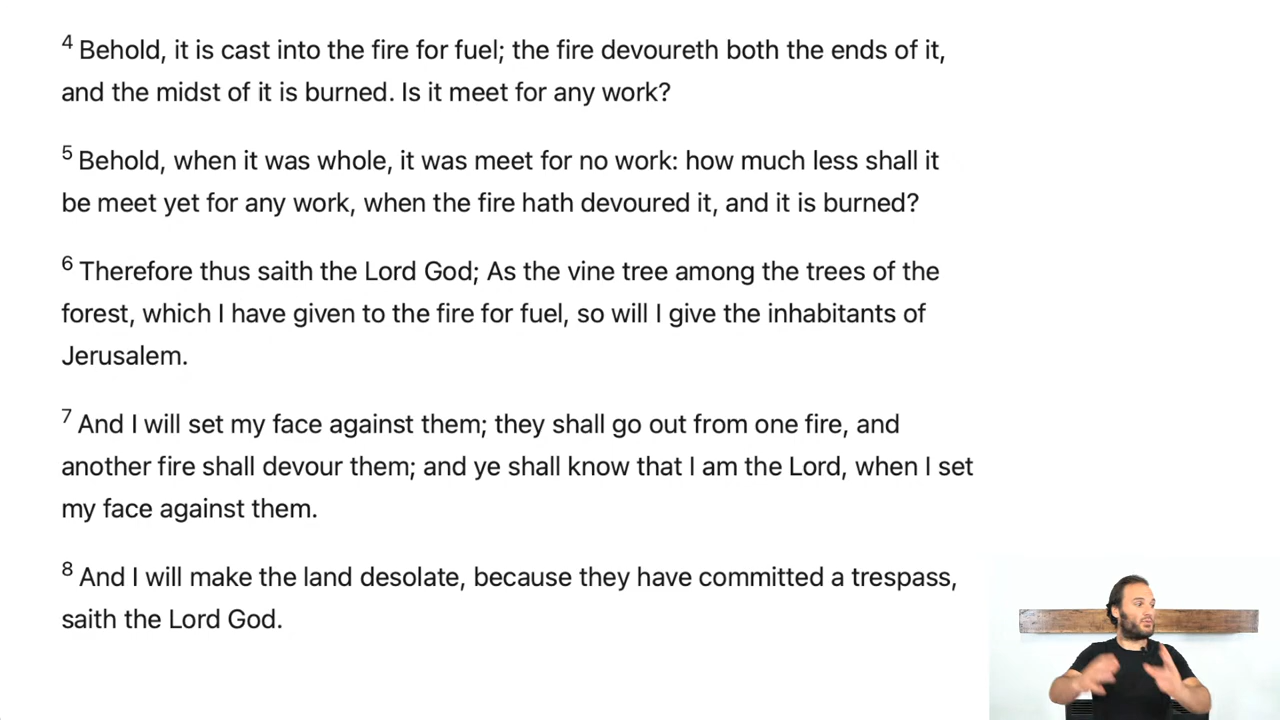 4 Behold, it is cast into the fire for fuel; the fire devoureth both the ends of it,
and the midst of it is burned. Is it meet for any work?
5 Behold, when it was whole, it was meet for no work: how much less shall it
be meet yet for any work, when the fire hath devoured it, and it is burned?
6 Therefore thus saith the Lord God; As the vine tree among the trees of the
forest, which I have given to the fire for fuel, so will I give the inhabitants of
Jerusalem.
7 And I will set my face against them; they shall go out from one fire, and
another fire shall devour them; and ye shall know that I am the Lord, when I set
my face against them.
8 And I will make the land desolate, because they have committed a trespass,
saith the Lord God.